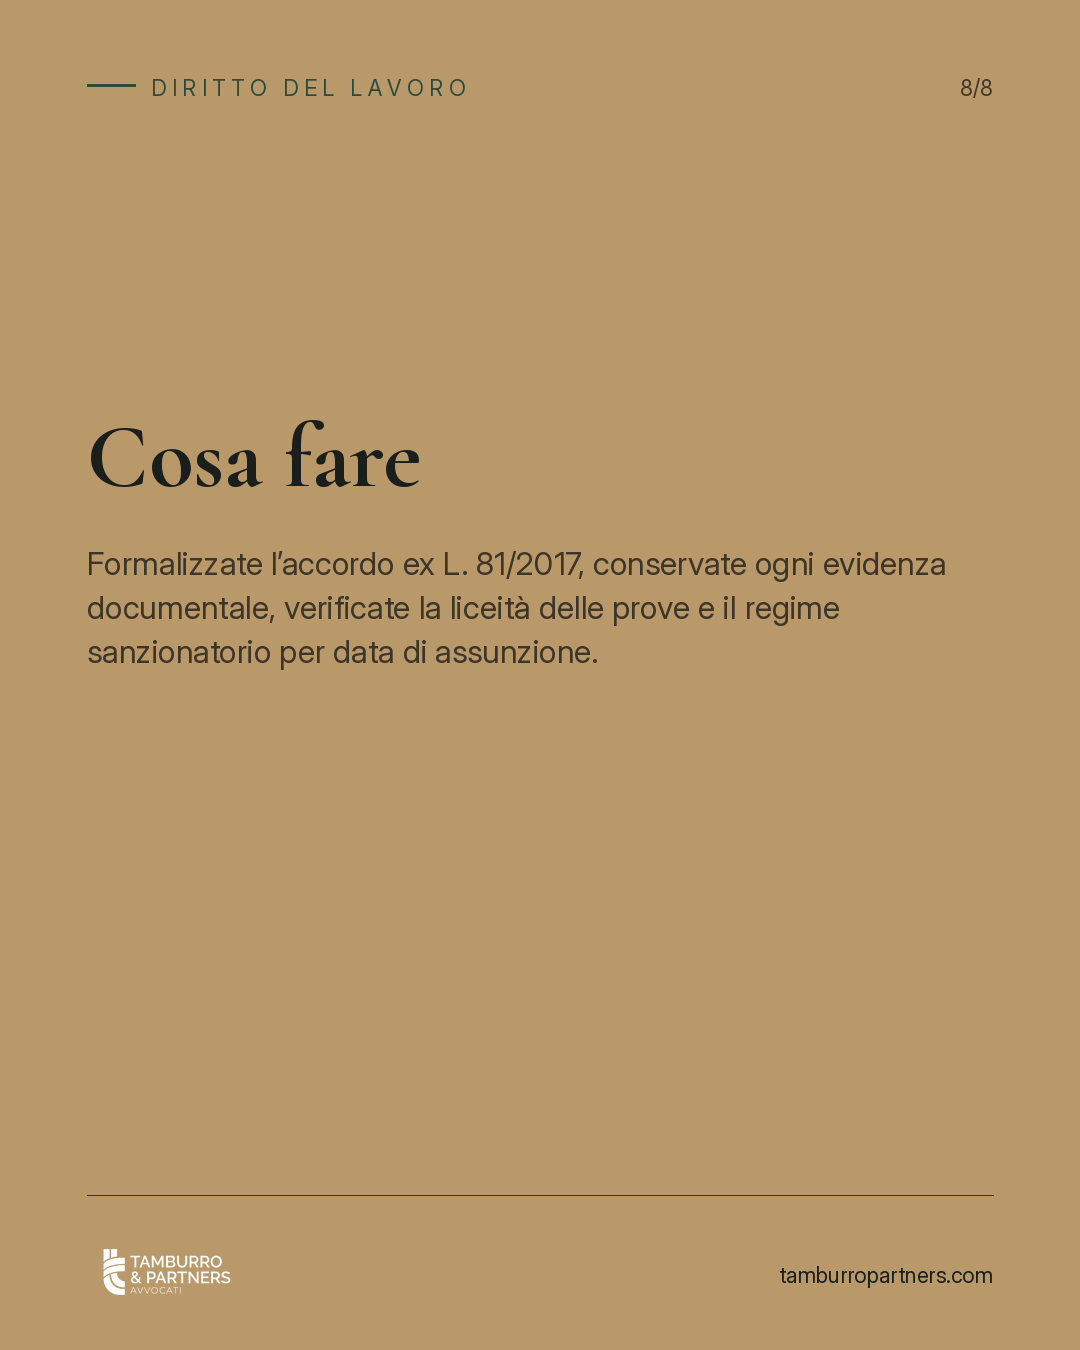 DIRITTO DEL LAVORO
8/8
Cosa fare
Formalizzate l’accordo ex L. 81/2017, conservate ogni evidenza
documentale, verificate la liceità delle prove e il regime
sanzionatorio per data di assunzione.
TAMBURRO
& PARTNERS
AVVOCATI
tamburropartners.com